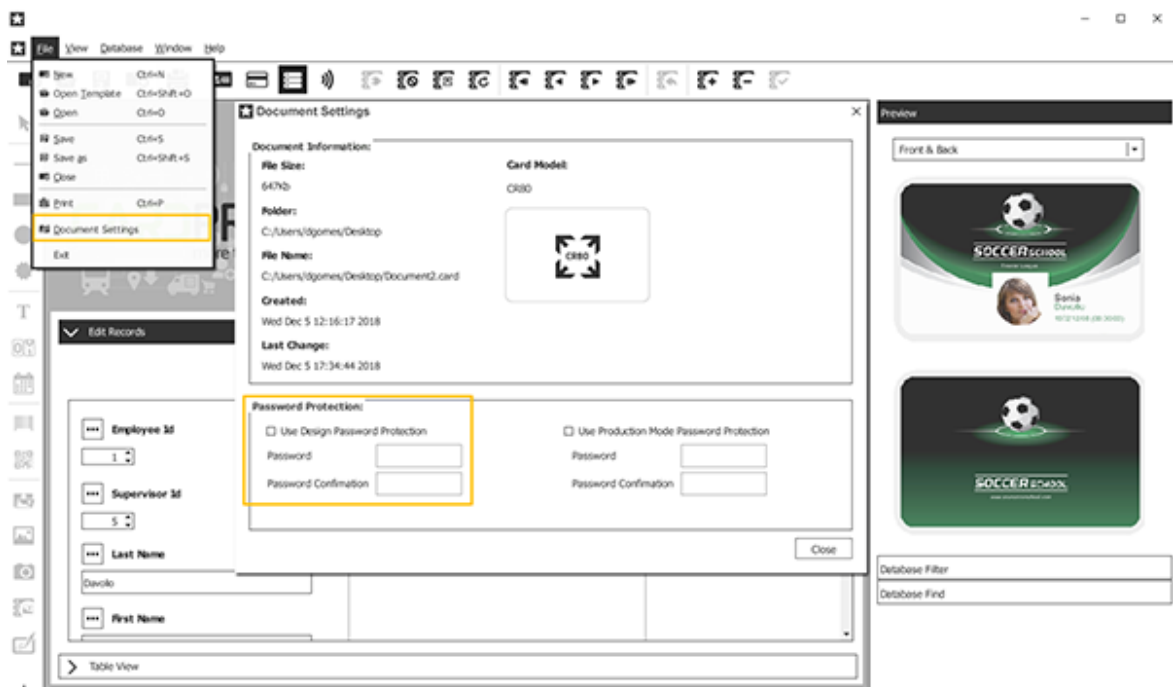 File View Database Window Help
New Ctrl+N
Open Template Ctrl+Shift+O
Open Ctrl+O
Save Ctrl+S
Save as Ctrl+Shift+S
Close
Print Ctrl+P
Document Settings
Exit
Document Settings
Document Information:
File Size:
647Kb
Folder:
C:/Users/dgomes/Desktop
File Name:
C:/Users/dgomes/Desktop/Document2.card
Created:
Wed Dec 5 12:16:17 2018
Last Change:
Wed Dec 5 17:34:44 2018
Card Model:
CR80
CR80
Password Protection:
Use Design Password Protection
Password
Password Confimation
Use Production Mode Password Protection
Password
Password Confimation
Close
Edit Records
Employee Id
1
Supervisor Id
5
Last Name
Davolio
First Name
Table View
Preview
Front & Back
SOCCER SCHOOL
Sonia
SOCCER SCHOOL
Database Filter
Database Find